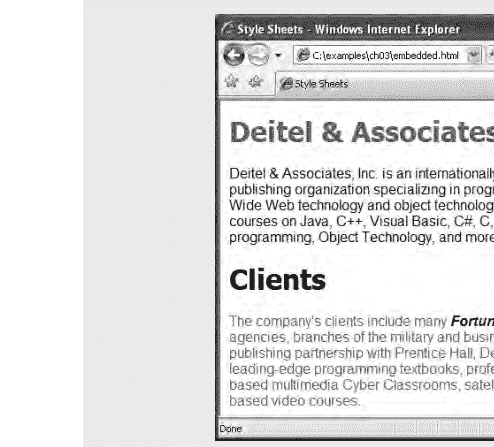 Style Sheets - Windows Internet Explorer
C:\examples\ch03\embedded.html
Style Sheets
Deitel & Associates
Deitel & Associates, Inc. is an internationally
publishing organization specializing in prog
Wide Web technology and object technolog
courses on Java, C++, Visual Basic, C#, C,
programming, Object Technology, and more
Clients
The company's clients include many Fortun
agencies, branches of the military and busin
publishing partnership with Prentice Hall, De
leading-edge programming textbooks, profe
based multimedia Cyber Classrooms, satel
based video courses.
Done